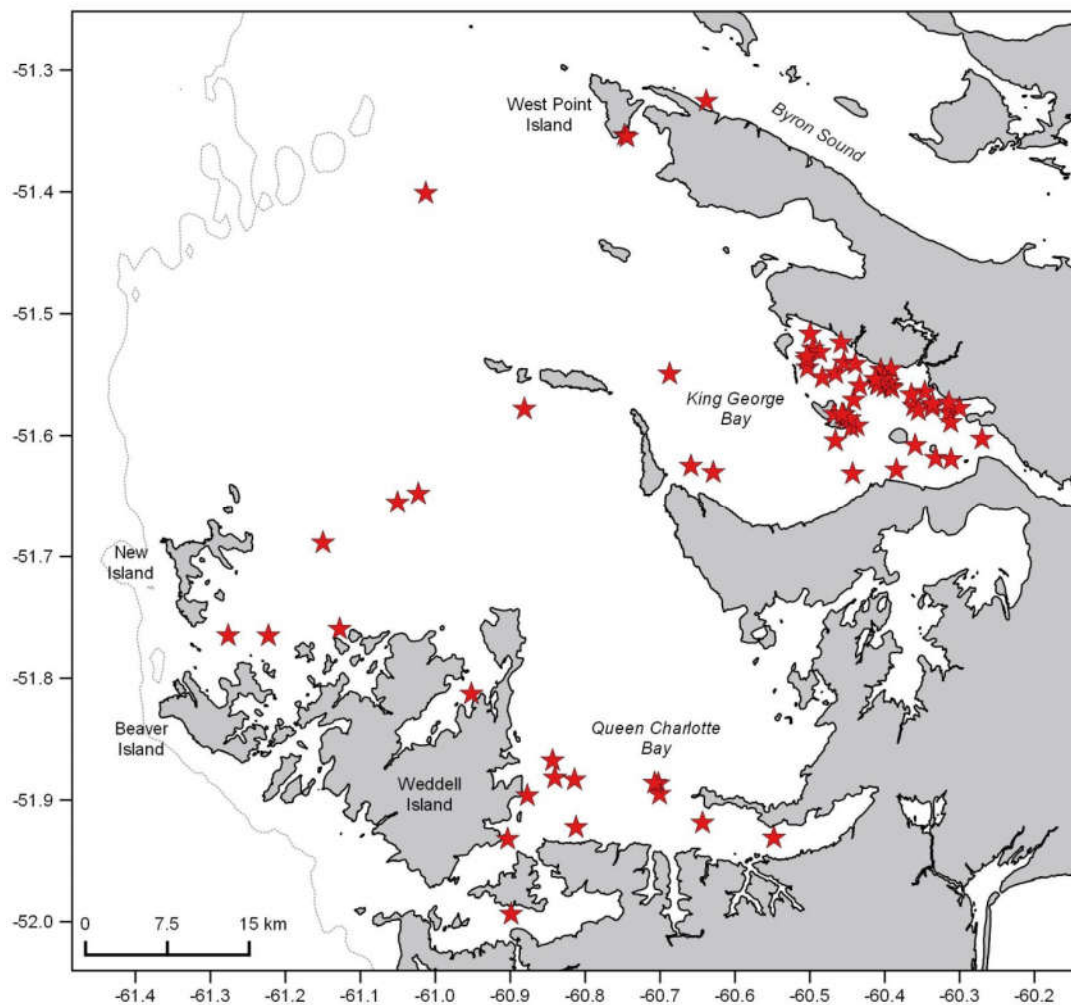 -51.3
West Point
Island
Byron Sound
-51.4
-51.5
King George
Bay
-51.6
New
Island
-51.7
-51.8
Beaver
Island
Queen Charlotte
Bay
Weddell
Island
-51.9
-52.0
0 7.5 15 km
-61.4 -61.3 -61.2 -61.1 -61.0 -60.9 -60.8 -60.7 -60.6 -60.5 -60.4 -60.3 -60.2